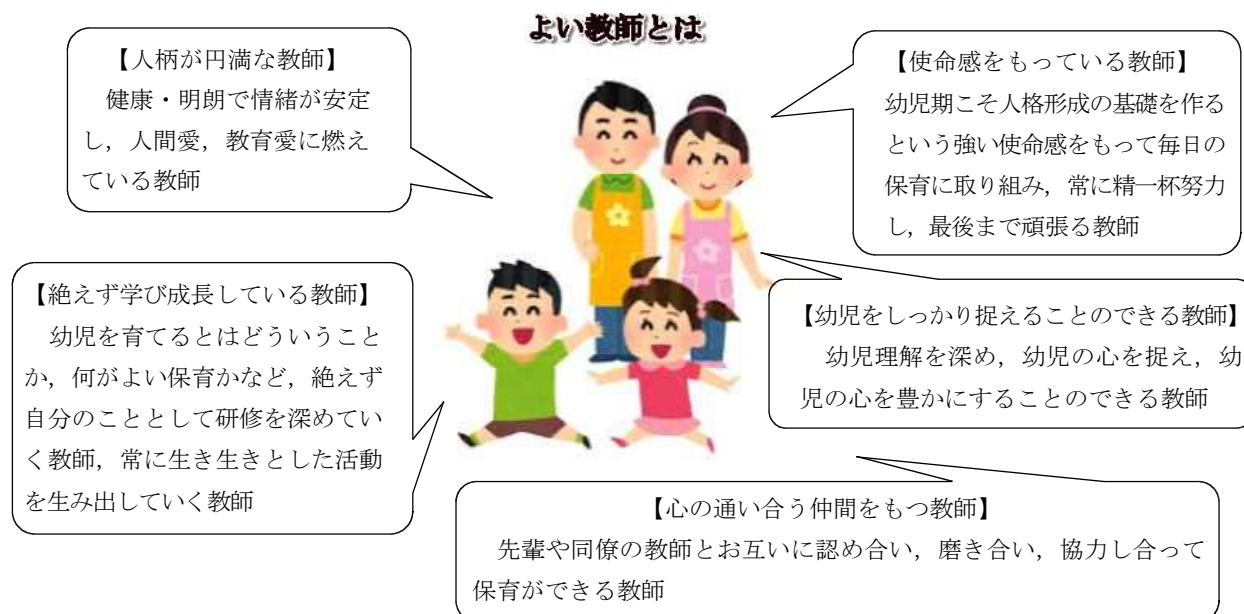 よい教師とは
【人柄が円満な教師】
健康・明朗で情緒が安定
し，人間愛，教育愛に燃え
ている教師
【使命感をもっている教師】
幼児期こそ人格形成の基礎を作る
という強い使命感をもって毎日の
保育に取り組み，常に精一杯努力
し，最後まで頑張る教師
【絶えず学び成長している教師】
幼児を育てるとはどういうこと
か，何がよい保育かなど，絶えず
自分のこととして研修を深めてい
く教師，常に生き生きとした活動
を生み出していく教師
【幼児をしっかり捉えることのできる教師】
幼児理解を深め，幼児の心を捉え，幼
児の心を豊かにすることのできる教師
【心の通い合う仲間をもつ教師】
先輩や同僚の教師とお互いに認め合い，磨き合い，協力し合って
保育ができる教師